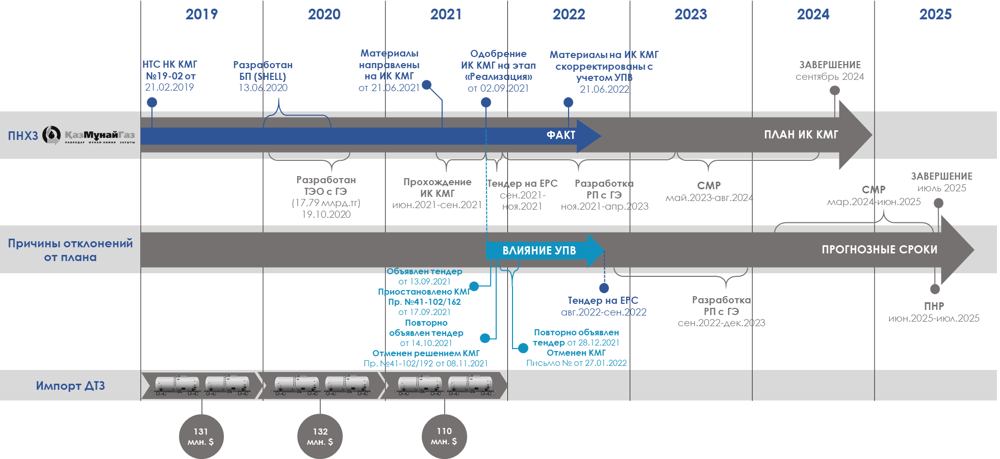 2019
2020
2021
2022
2023
2024
2025
НТС НК КМГ
№19-02 от
21.02.2019
Разработан
БП (SHELL)
13.06.2020
Материалы
направлены
на ИК КМГ
от 21.06.2021
Одобрение
ИК КМГ на этап
«Реализация»
от 02.09.2021
Материалы на ИК КМГ
скорректированы с
учетом УПВ
21.06.2022
ЗАВЕРШЕНИЕ
сентябрь 2024
ПНХЗ
ҚазМұнайГаз
ПАВЛОДАР МҰНАЙ-ХИМИЯ ЗАУЫТЫ
ФАКТ
ПЛАН ИК КМГ
Разработан
ТЭО с ГЭ
(17,79 млрд.тг)
19.10.2020
Прохождение
ИК КМГ
июн.2021-сен.2021
Тендер на ЕРС
сен.2021-
ноя.2021
Разработка
РП с ГЭ
ноя.2021-апр.2023
СМР
май.2023-авг.2024
СМР
мар.2024-июн.2025
ЗАВЕРШЕНИЕ
июль 2025
Причины отклонений
от плана
ВЛИЯНИЕ УПВ
ПРОГНОЗНЫЕ СРОКИ
Объявлен тендер
от 13.09.2021
Приостановлено КМГ
Пр. №41-102/162
от 17.09.2021
Повторно
объявлен тендер
от 14.10.2021
Отменен решением КМГ
Пр. №41-102/192 от 08.11.2021
Повторно объявлен
тендер от 28.12.2021
Отменен КМГ
Письмо № от 27.01.2022
Тендер на ЕРС
авг.2022-сен.2022
Разработка
РП с ГЭ
сен.2022-дек.2023
ПНР
июн.2025-июл.2025
Импорт ДТЗ
131
млн. $
132
млн. $
110
млн. $